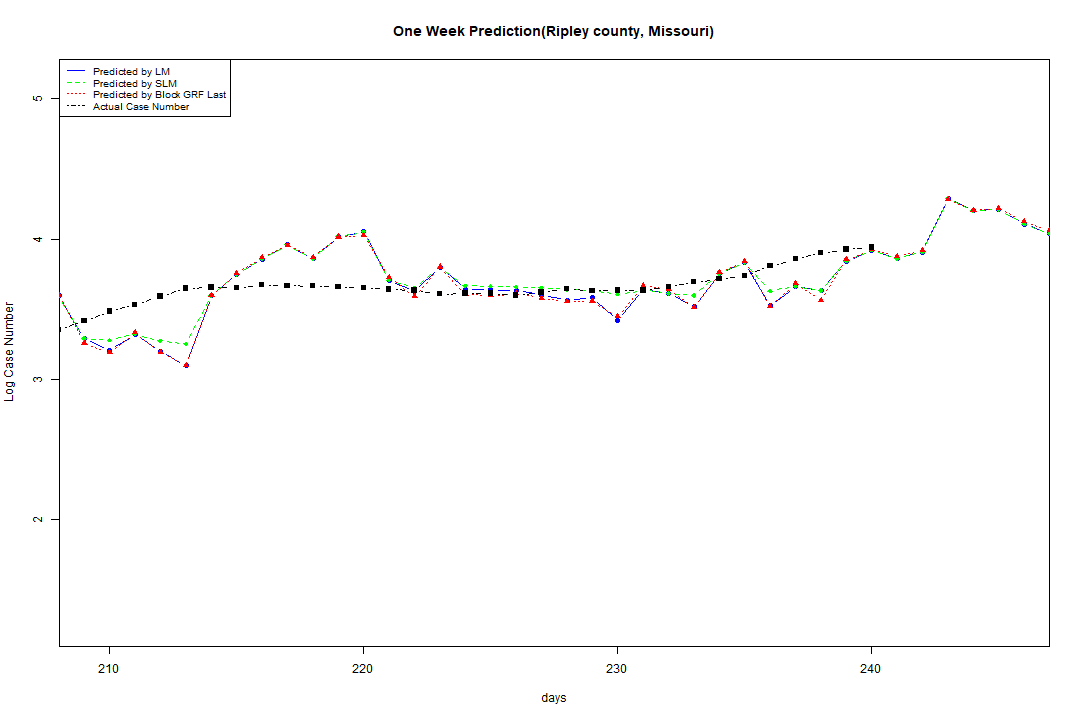 One Week Prediction(Ripley county, Missouri)
Predicted by LM
Predicted by SLM
Predicted by Block GRF Last
Actual Case Number
5
4
3
2
Log Case Number
210 220 230 240
days